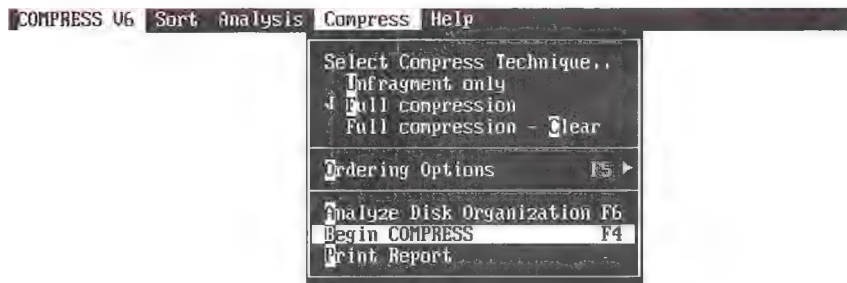 COMPRESS V6 Sort Analysis Compress Help
Select Compress Technique..
Unfragment only
√ Full compression
Full compression - Clear
Ordering Options F5 ►
Analyze Disk Organization F6
Begin COMPRESS F4
Print Report